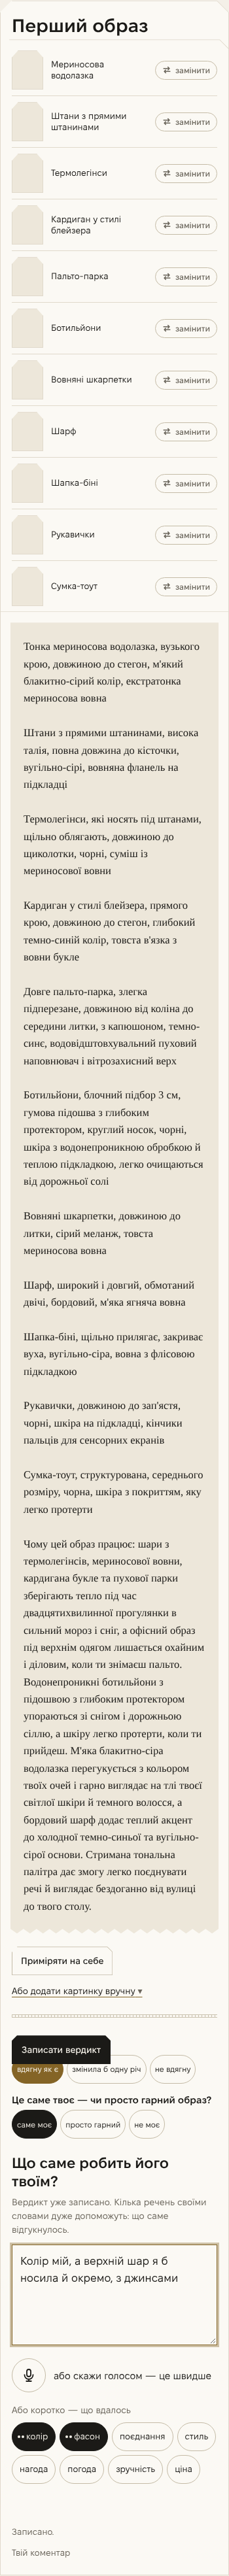 Перший образ
Мериносова
водолазка
замінити
Штани з прямими
штанинами
замінити
Термолегінси
замінити
Кардиган у стилі
блейзера
замінити
Пальто-парка
замінити
Ботильйони
замінити
Вовняні шкарпетки
замінити
Шарф
замінити
Шапка-біні
замінити
Рукавички
замінити
Сумка-тоут
замінити
Тонка мериносова водолазка, вузького
крою, довжиною до стегон, м'який
блакитно-сірий колір, екстратонка
мериносова вовна
Штани з прямими штанинами, висока
талія, повна довжина до кісточки,
вугільно-сірі, вовняна фланель на
підкладці
Термолегінси, які носять під штанами,
щільно облягають, довжиною до
щиколотки, чорні, суміш із
мериносової вовни
Кардиган у стилі блейзера, прямого
крою, довжиною до стегон, глибокий
темно-синій колір, товста в'язка з
вовни букле
Довге пальто-парка, злегка
підперезане, довжиною від коліна до
середини литки, з капюшоном, темно-
синє, водовідштовхувальний пуховий
наповнювач і вітрозахисний верх
Ботильйони, блочний підбор 3 см,
гумова підошва з глибоким
протектором, круглий носок, чорні,
шкіра з водонепроникною обробкою й
теплою підкладкою, легко очищаються
від дорожньої солі
Вовняні шкарпетки, довжиною до
литки, сірий меланж, товста
мериносова вовна
Шарф, широкий і довгий, обмотаний
двічі, бордовий, м'яка ягняча вовна
Шапка-біні, щільно прилягає, закриває
вуха, вугільно-сіра, вовна з флісовою
підкладкою
Рукавички, довжиною до зап'ястя,
чорні, шкіра на підкладці, кінчики
пальців для сенсорних екранів
Сумка-тоут, структурована, середнього
розміру, чорна, шкіра з покриттям, яку
легко протерти
Чому цей образ працює: шари з
термолегінсів, мериносової вовни,
кардигана букле та пухової парки
зберігають тепло під час
двадцятихвилинної прогулянки в
сильний мороз і сніг, а офісний образ
під верхнім одягом лишається охайним
і діловим, коли ти знімаєш пальто.
Водонепроникні ботильйони з
підошвою з глибоким протектором
упораються зі снігом і дорожньою
сіллю, а шкіру легко протерти, коли ти
прийдеш. М'яка блакитно-сіра
водолазка перегукується з кольором
твоїх очей і гарно виглядає на тлі твоєї
світлої шкіри й темного волосся, а
бордовий шарф додає теплий акцент
до холодної темно-синьої та вугільно-
сірої основи. Стримана тональна
палітра дає змогу легко поєднувати
речі й виглядає бездоганно від вулиці
до твого столу.
Приміряти на себе
Або додати картинку вручну ▾
Записати вердикт
вдягну як є
змінила б одну річ
не вдягну
Це саме твоє — чи просто гарний образ?
саме моє
просто гарний
не моє
Що саме робить його
твоїм?
Вердикт уже записано. Кілька речень своїми
словами дуже допоможуть: що саме
відгукнулось.
Колір мій, а верхній шар я б
носила й окремо, з джинсами
або скажи голосом — це швидше
Або коротко — що вдалось
колір
фасон
поєднання
стиль
нагода
погода
зручність
ціна
Записано.
Твій коментар